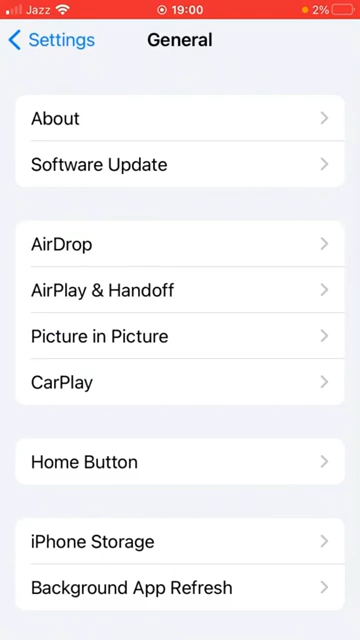 Jazz 19:00 2%
Settings General
About
Software Update
AirDrop
AirPlay & Handoff
Picture in Picture
CarPlay
Home Button
iPhone Storage
Background App Refresh